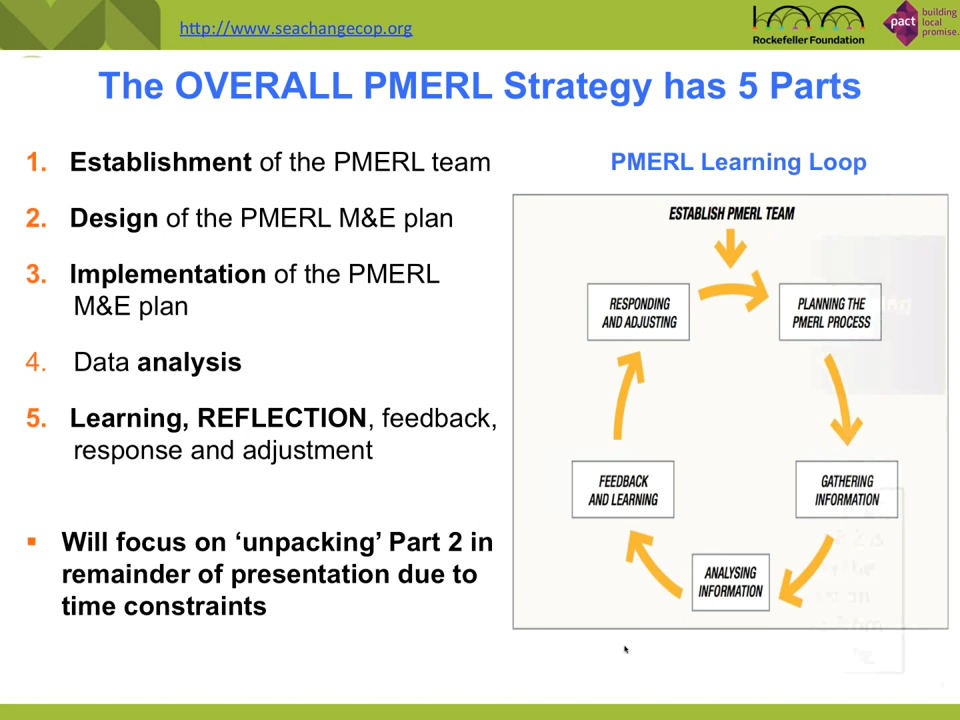 http://www.seachangecop.org
Rockefeller Foundation
pact
building
local
promise.
The OVERALL PMERL Strategy has 5 Parts
1. Establishment of the PMERL team
2. Design of the PMERL M&E plan
3. Implementation of the PMERL
M&E plan
4. Data analysis
5. Learning, REFLECTION, feedback,
response and adjustment
▪ Will focus on ‘unpacking’ Part 2 in
remainder of presentation due to
time constraints
PMERL Learning Loop
ESTABLISH PMERL TEAM
RESPONDING
AND ADJUSTING
PLANNING THE
PMERL PROCESS
FEEDBACK
AND LEARNING
GATHERING
INFORMATION
ANALYSING
INFORMATION